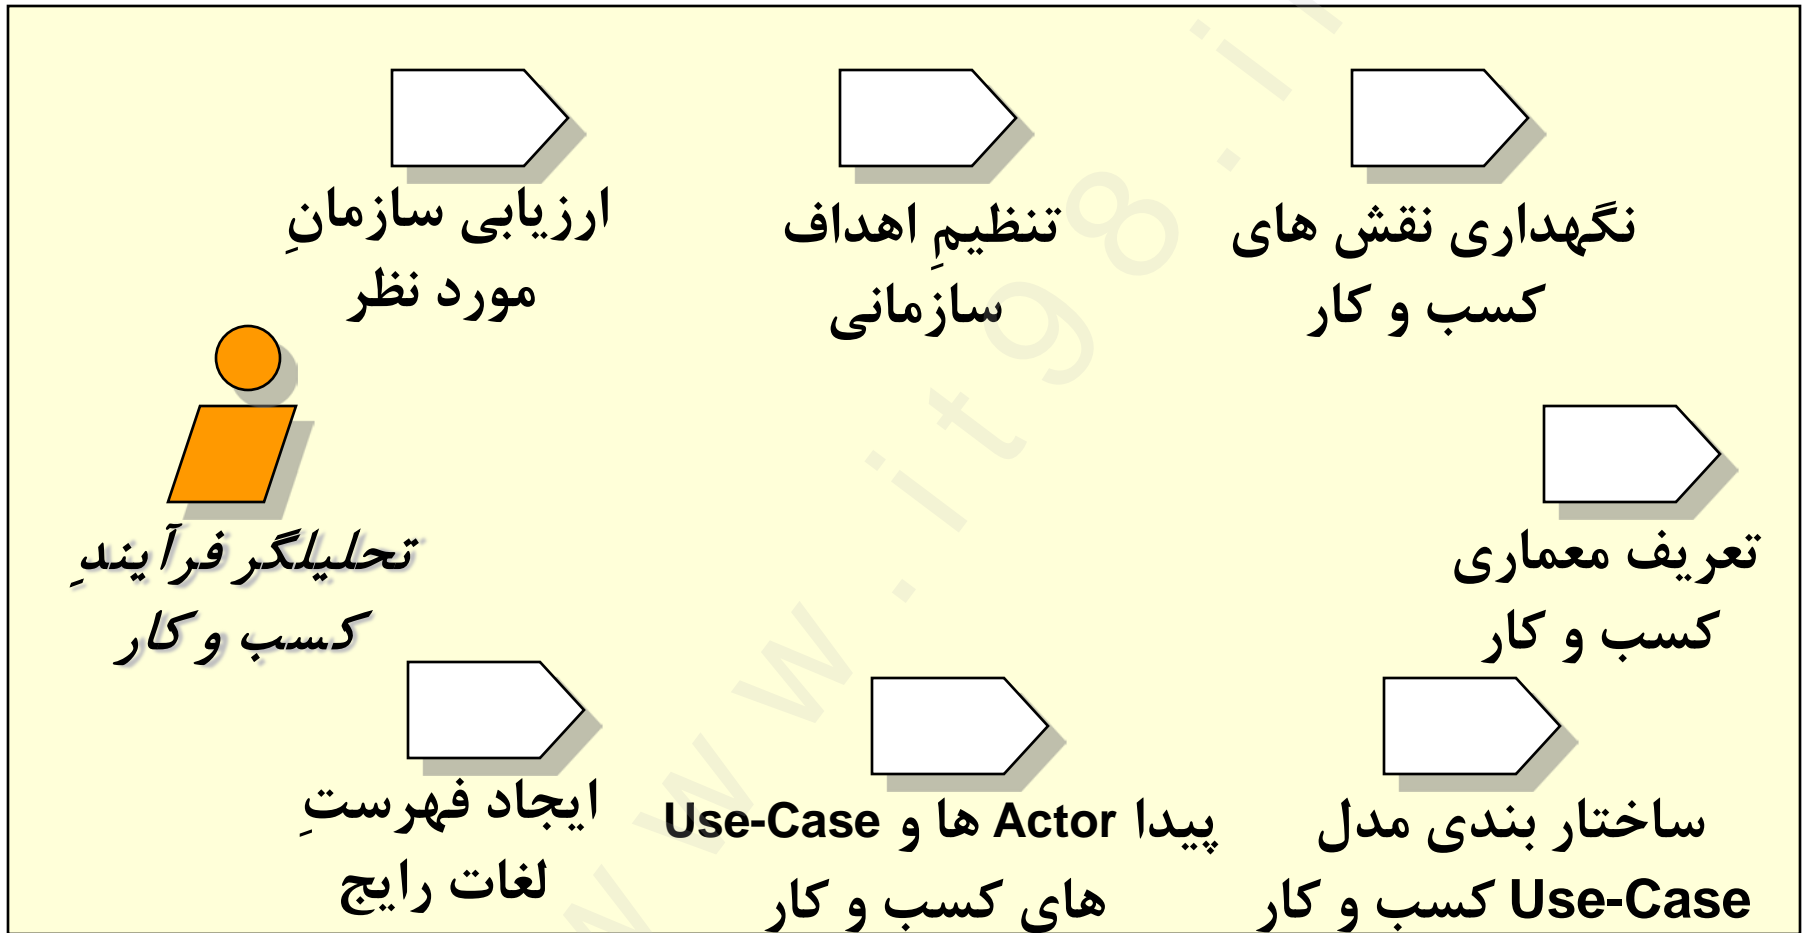 ارزیابی سازمانِ
مورد نظر
تنظیمِ اهداف
سازمانی
نگهداری نقش های
کسب و کار
تحلیلگر فرآیندِ
کسب و کار
تعریف معماری
کسب و کار
ایجاد فهرستِ
لغات رایج
پیدا Actor ها و Use-Case
های کسب و کار
ساختار بندی مدل
Use-Case کسب و کار